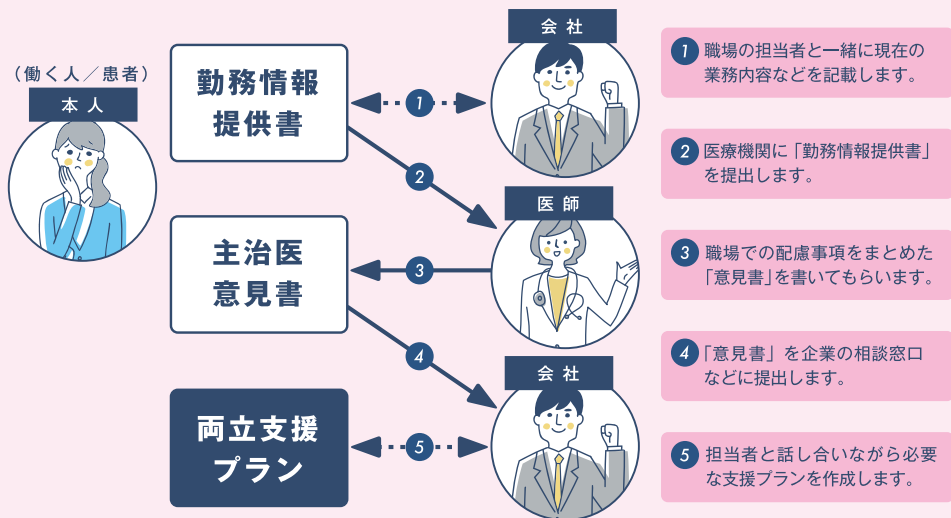 （働く人／患者）
本人
勤務情報
提供書
主治医
意見書
両立支援
プラン
1
2
3
4
5
会社
医師
会社
1 職場の担当者と一緒に現在の
業務内容などを記載します。
2 医療機関に「勤務情報提供書」
を提出します。
3 職場での配慮事項をまとめた
「意見書」を書いてもらいます。
4 「意見書」を企業の相談窓口
などに提出します。
5 担当者と話し合いながら必要
な支援プランを作成します。